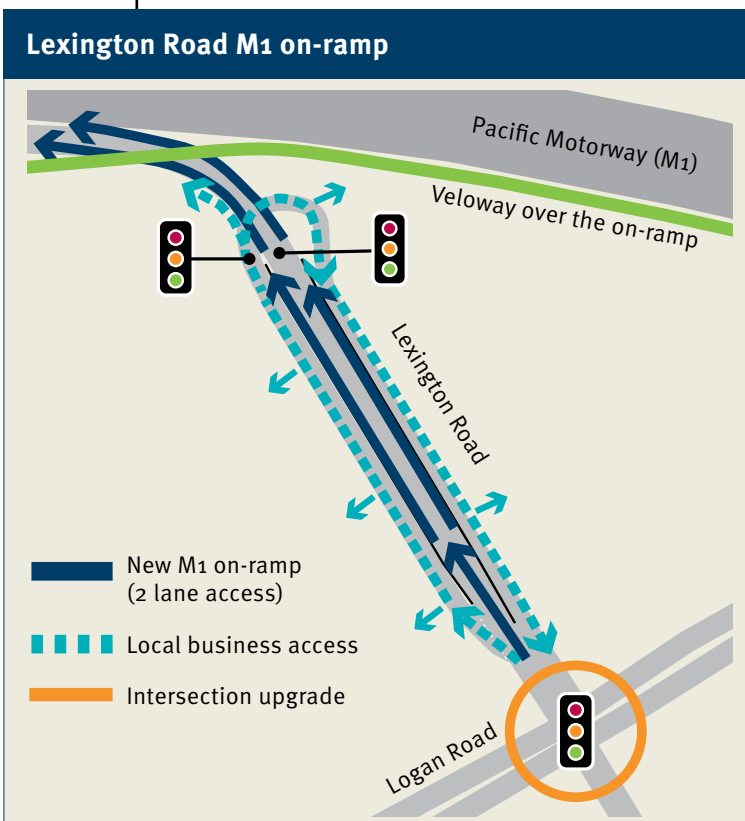 Lexington Road M1 on-ramp
Pacific Motorway (M1)
Veloway over the on-ramp
Lexington Road
New M1 on-ramp
(2 lane access)
Local business access
Intersection upgrade
Logan Road